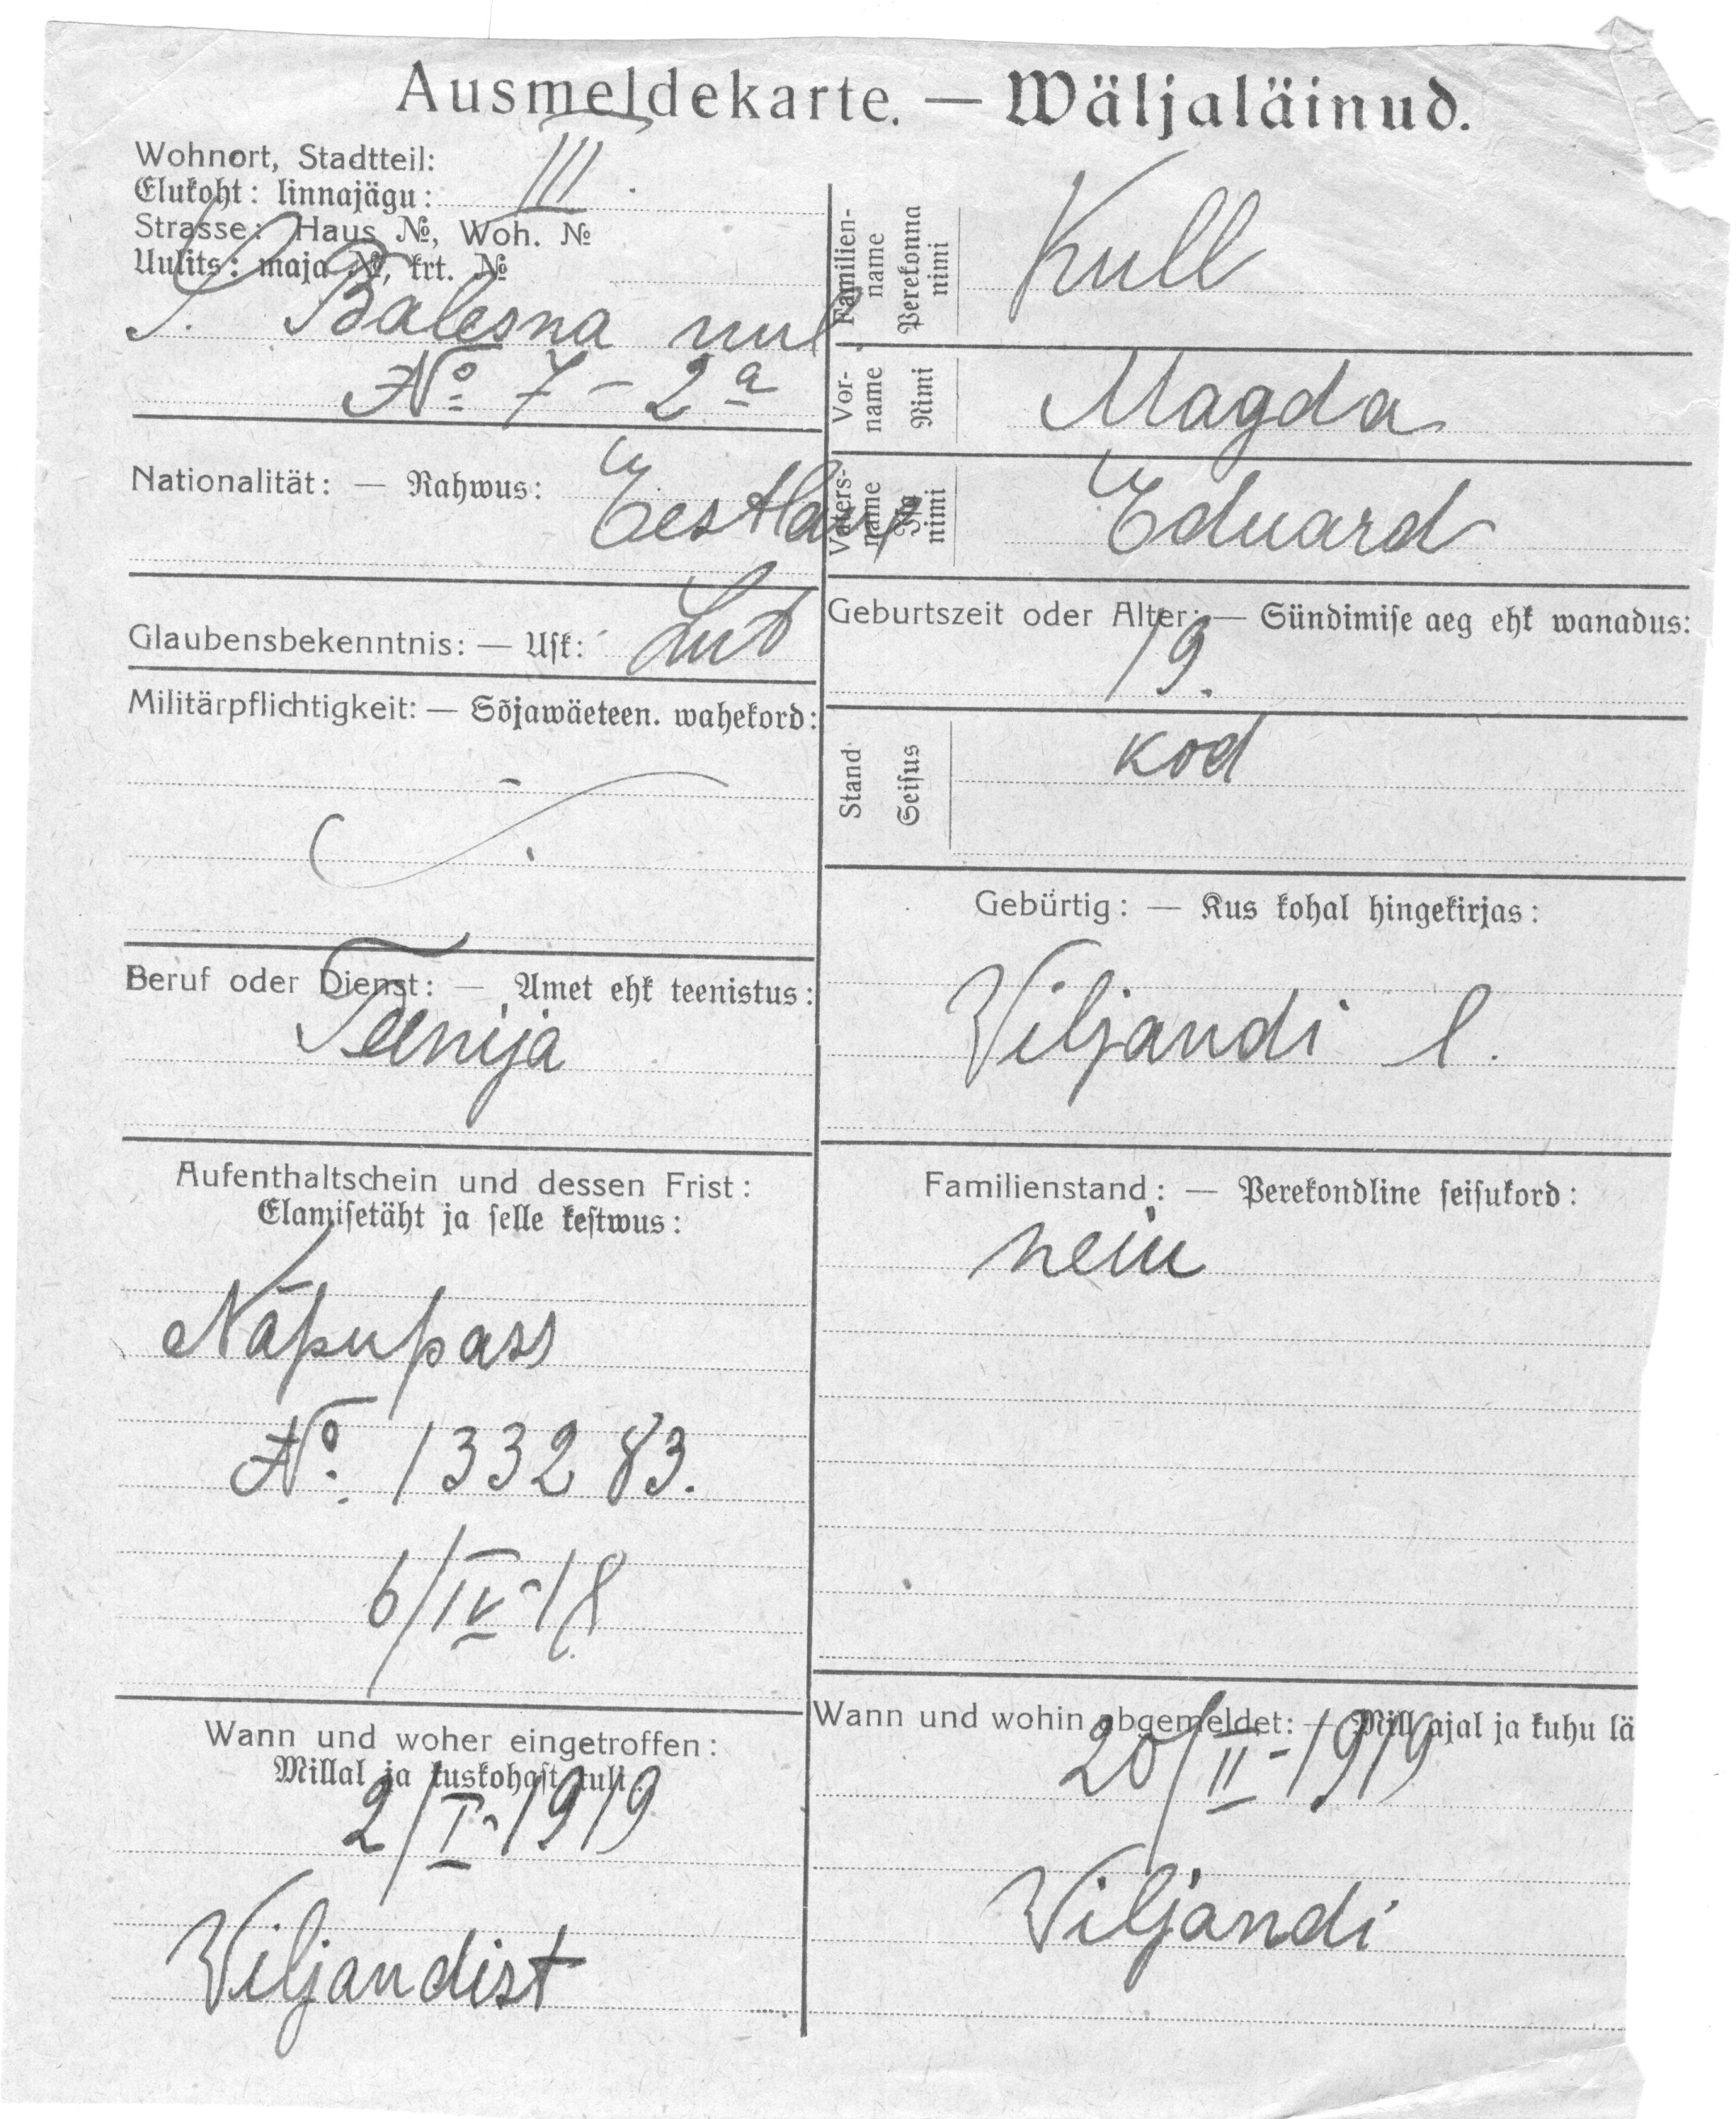 Ausmeldekarte. — Wäljaläinud.
Wohnort, Stadtteil:
Elukoht: linnajägu: III.
Strasse: Haus №, Woh. №
Uulits: maja №, krt. №
S. Balesna uul.
№ 7 - 2a
Nationalität: — Rahwus: Eestlane
Glaubensbekenntnis: — Usk: Lut
Militärpflichtigkeit: — Sõjawäeteen. wahekord:
Beruf oder Dienst: — Amet ehk teenistus:
Teenija
Aufenthaltschein und dessen Frist:
Elamisetäht ja selle kestwus:
Näpupass
№. 133283.
6/IV-18
Wann und woher eingetroffen:
Millal ja kuskohast tuli:
2/I-1919
Viljandist
Familien-
name
Perekonna
nimi
Kull
Vor-
name
Nimi
Magda
Vaters-
name
Isa
nimi
Eduard
Geburtszeit oder Alter: — Sündimise aeg ehk wanadus:
19.
Stand
Seisus
kod
Gebürtig: — Kus kohal hingekirjas:
Viljandi l.
Familienstand: — Perekondline seisukord:
neiu
Wann und wohin abgemeldet: — Mill ajal ja kuhu lä
20/II-1919
Viljandi